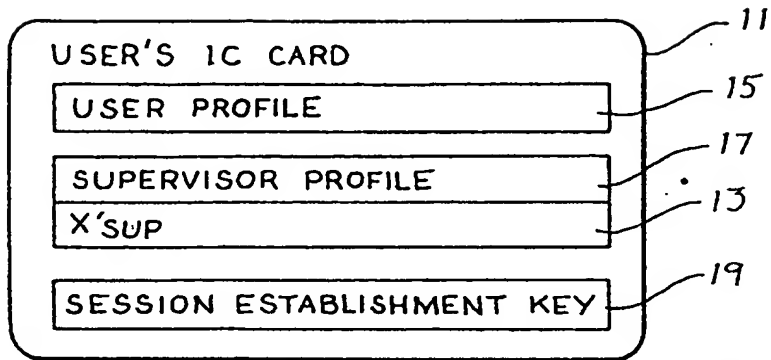 11
USER'S IC CARD
USER PROFILE 15
SUPERVISOR PROFILE 17
X'SUP 13
SESSION ESTABLISHMENT KEY 19